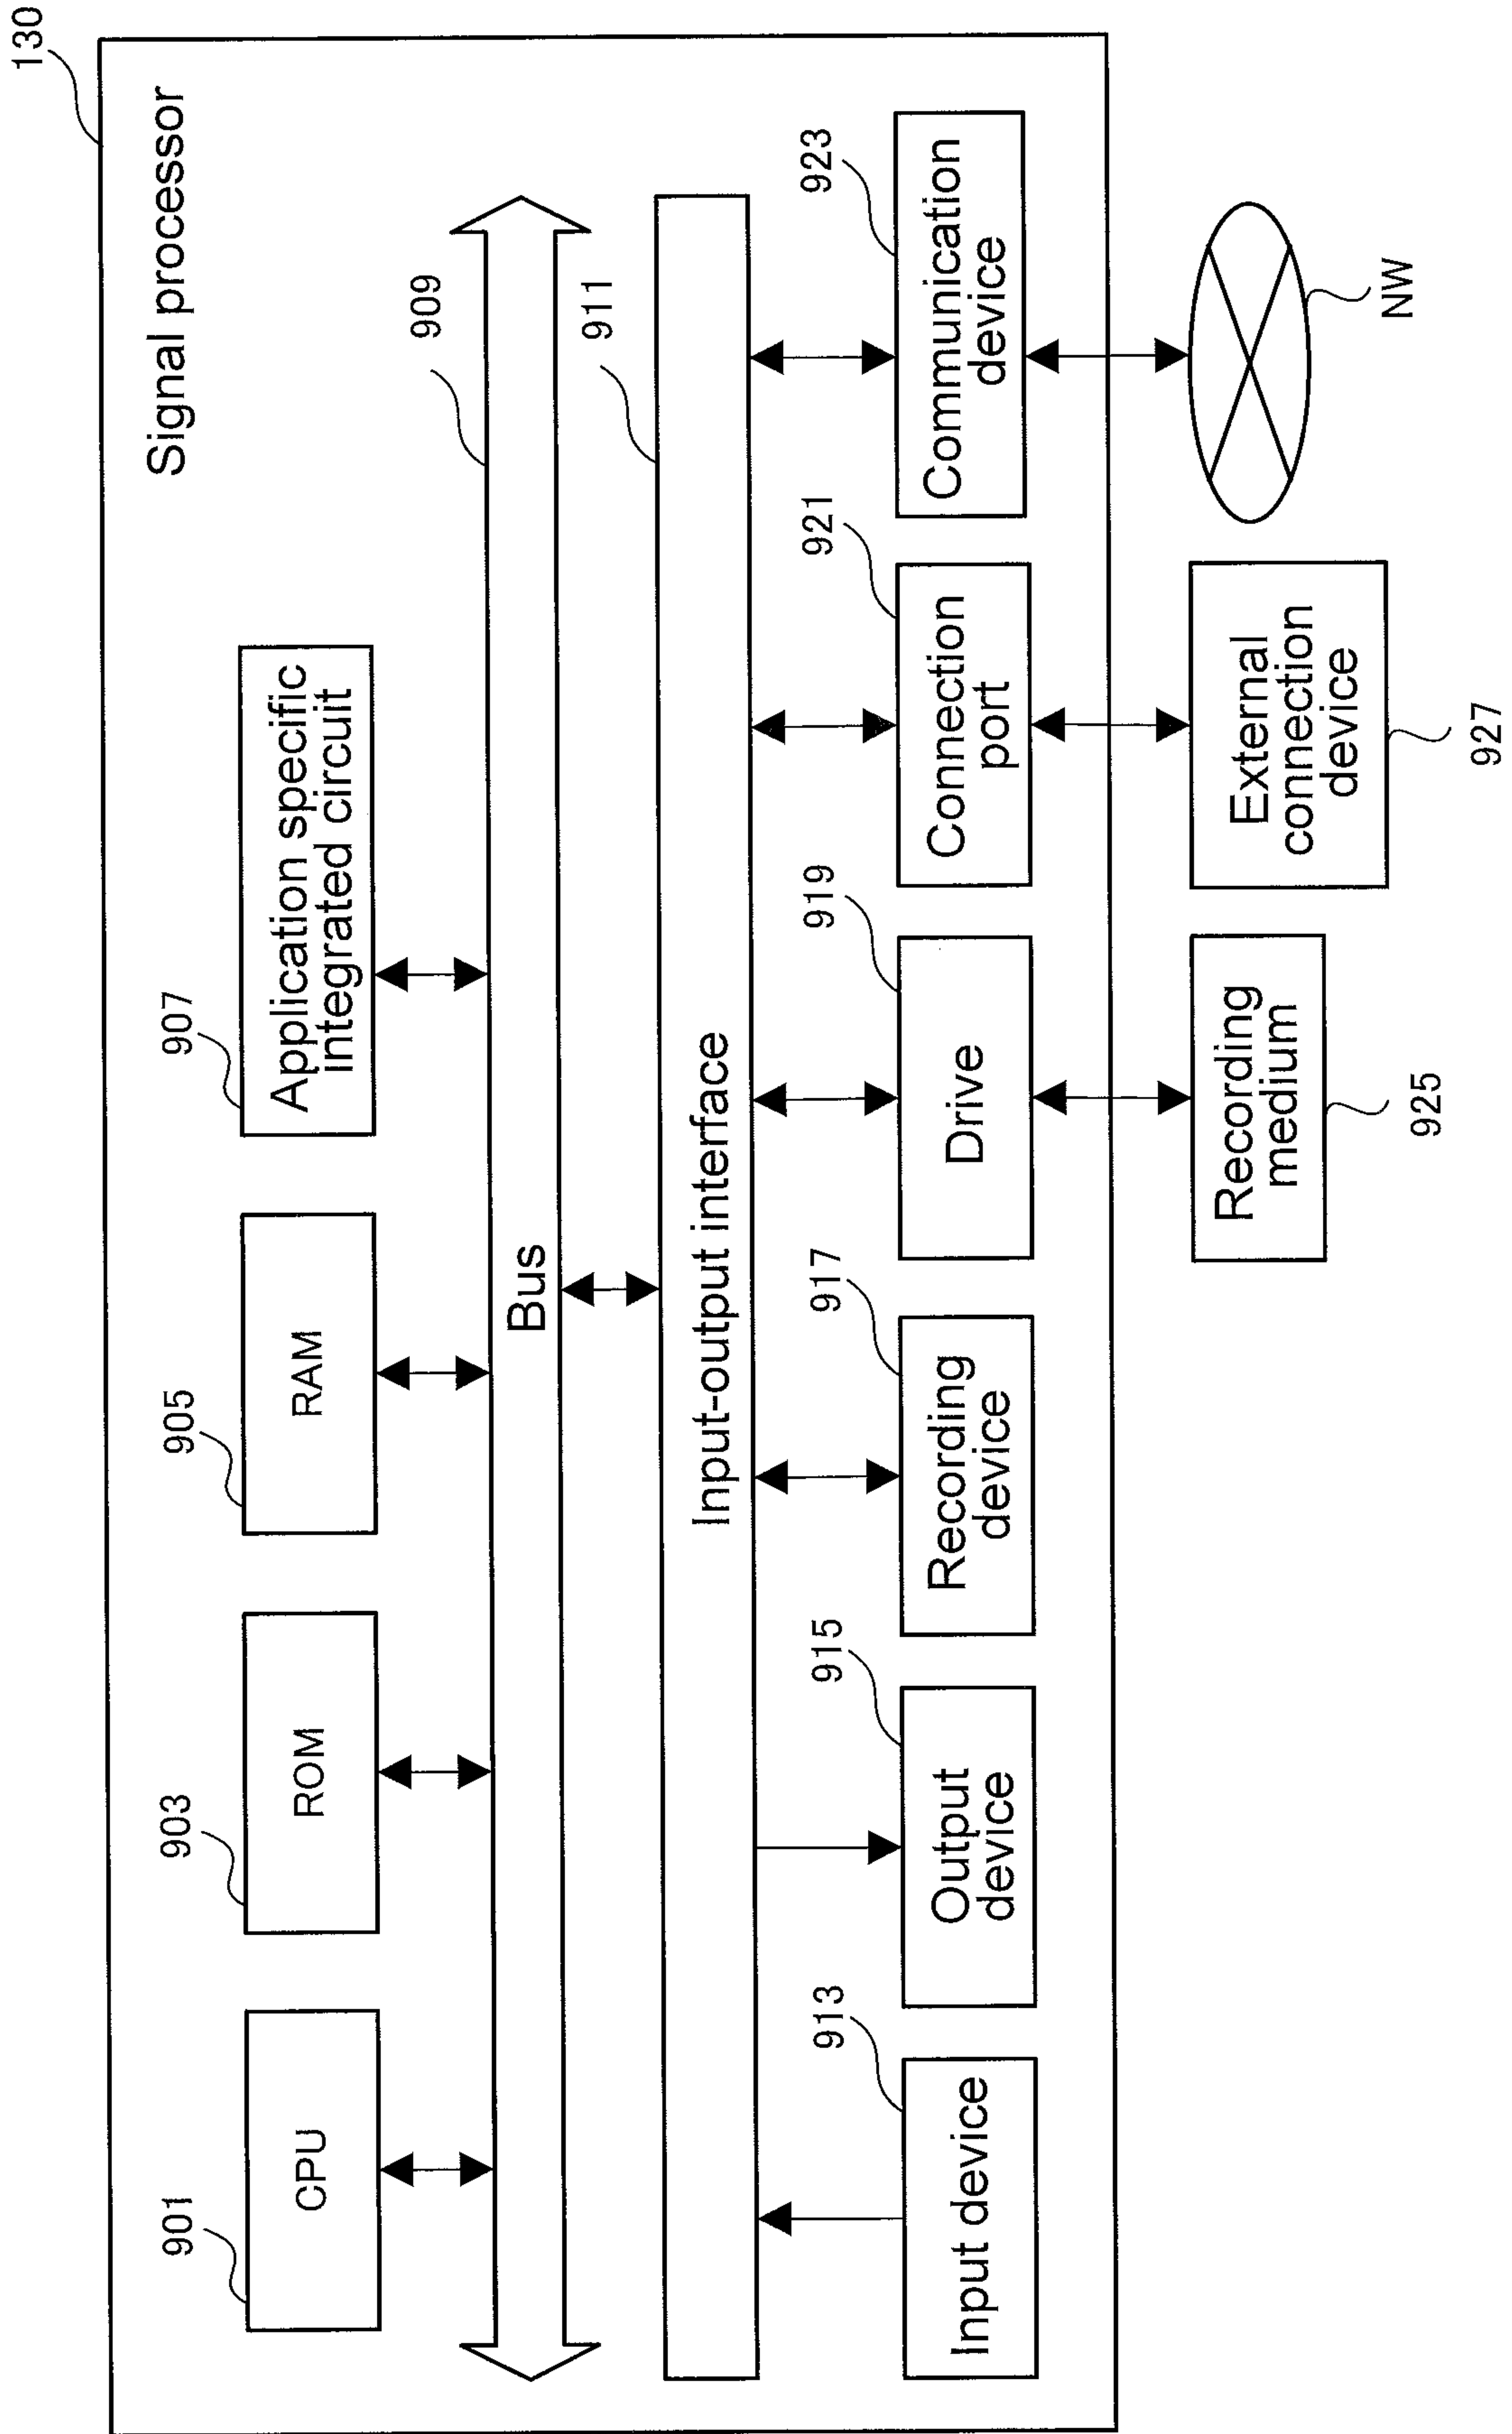 130
Signal processor
901
903
905
907
CPU
ROM
RAM
Application specific
integrated circuit
909
Bus
911
Input-output interface
913
915
917
919
921
923
Input device
Output
device
Recording
device
Drive
Connection
port
Communication
device
Recording
medium
External
connection
device
925
927
NW